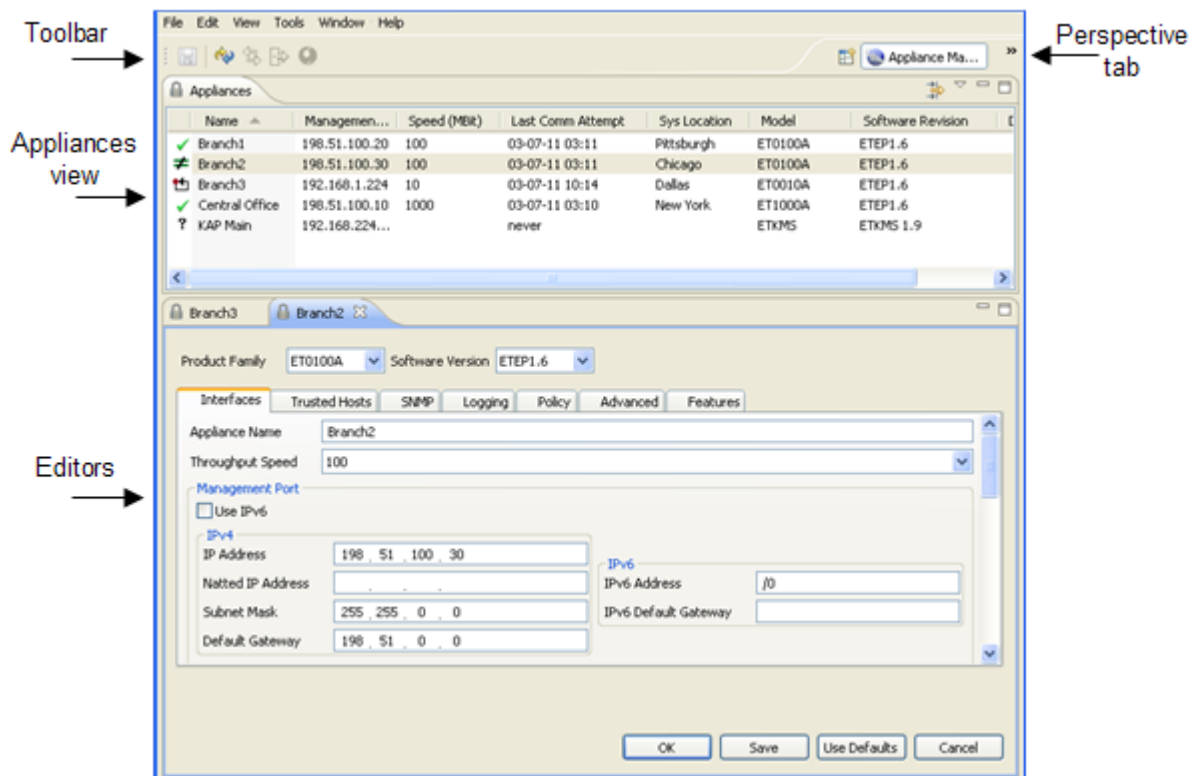 File Edit View Tools Window Help
Toolbar
Appliance Ma...
»
Perspective
tab
Appliances
Name Managemen... Speed (MBit) Last Comm Attempt Sys Location Model Software Revision
Appliances
view
Branch1 198.51.100.20 100 03-07-11 03:11 Pittsburgh ET0100A ETEP1.6
Branch2 198.51.100.30 100 03-07-11 03:11 Chicago ET0100A ETEP1.6
Branch3 192.168.1.224 10 03-07-11 10:14 Dallas ET0010A ETEP1.6
Central Office 198.51.100.10 1000 03-07-11 03:10 New York ET1000A ETEP1.6
? KAP Main 192.168.224... never ETKMS ETKMS 1.9
Branch3 Branch2
Product Family ET0100A Software Version ETEP1.6
Interfaces Trusted Hosts SNMP Logging Policy Advanced Features
Appliance Name Branch2
Editors
Throughput Speed 100
Management Port
Use IPv6
IPv4
IP Address 198 . 51 . 100 . 30
Natted IP Address . . .
Subnet Mask 255 . 255 . 0 . 0
Default Gateway 198 . 51 . 0 . 0
IPv6
IPv6 Address /0
IPv6 Default Gateway
OK Save Use Defaults Cancel